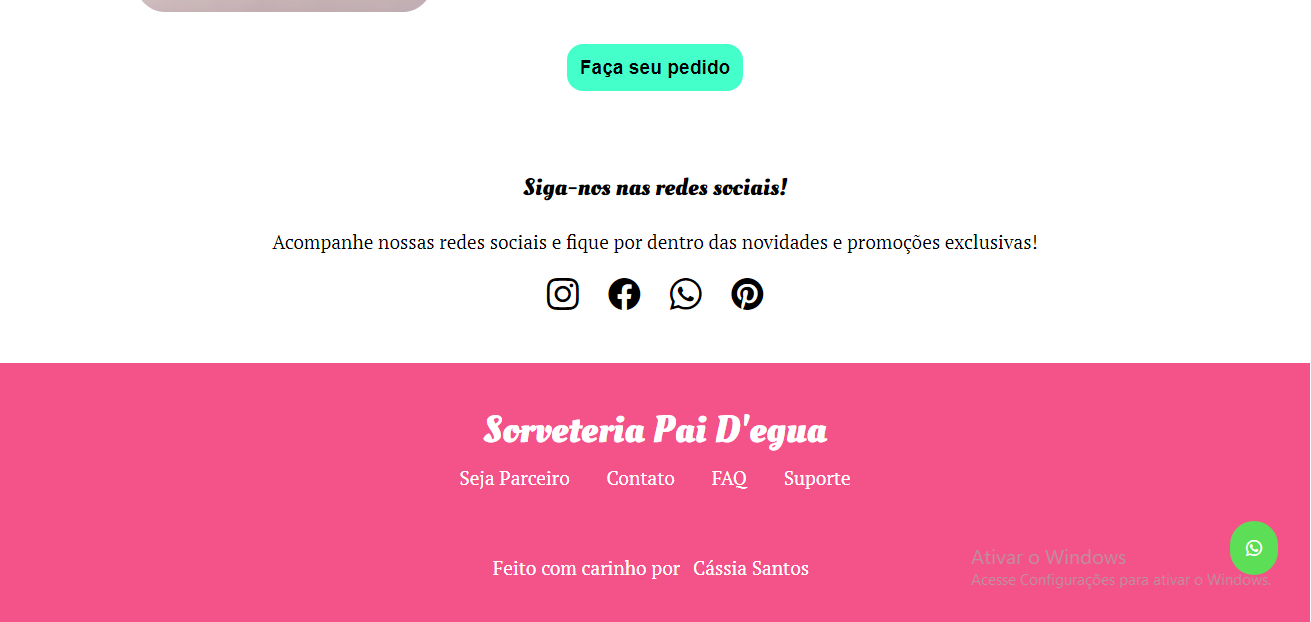 Faça seu pedido
Siga-nos nas redes sociais!
Acompanhe nossas redes sociais e fique por dentro das novidades e promoções exclusivas!
Sorveteria Pai D'egua
Seja Parceiro Contato FAQ Suporte
Feito com carinho por Cássia Santos
Ativar o Windows
Acesse Configurações para ativar o Windows.